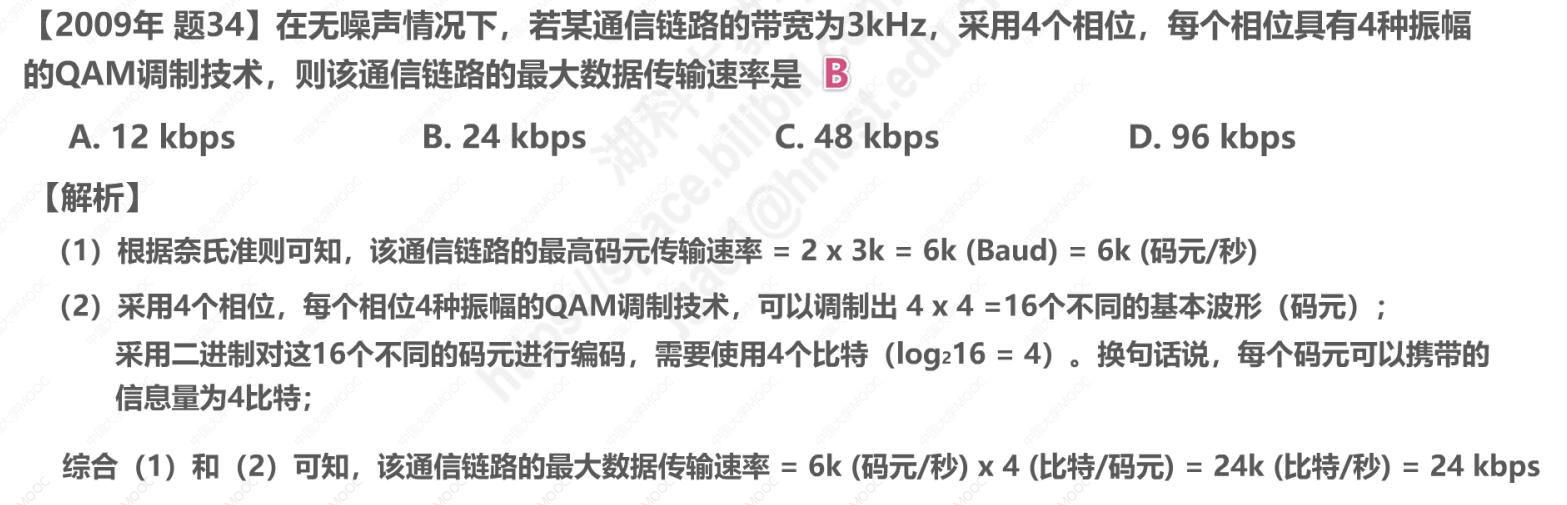 【2009年 题34】在无噪声情况下，若某通信链路的带宽为3kHz，采用4个相位，每个相位具有4种振幅
的QAM调制技术，则该通信链路的最大数据传输速率是 B
A. 12 kbps B. 24 kbps C. 48 kbps D. 96 kbps
【解析】
（1）根据奈氏准则可知，该通信链路的最高码元传输速率 = 2 x 3k = 6k (Baud) = 6k (码元/秒)
（2）采用4个相位，每个相位4种振幅的QAM调制技术，可以调制出 4 x 4 =16个不同的基本波形（码元）；
采用二进制对这16个不同的码元进行编码，需要使用4个比特（log₂16 = 4）。换句话说，每个码元可以携带的
信息量为4比特；
综合（1）和（2）可知，该通信链路的最大数据传输速率 = 6k (码元/秒) x 4 (比特/码元) = 24k (比特/秒) = 24 kbps